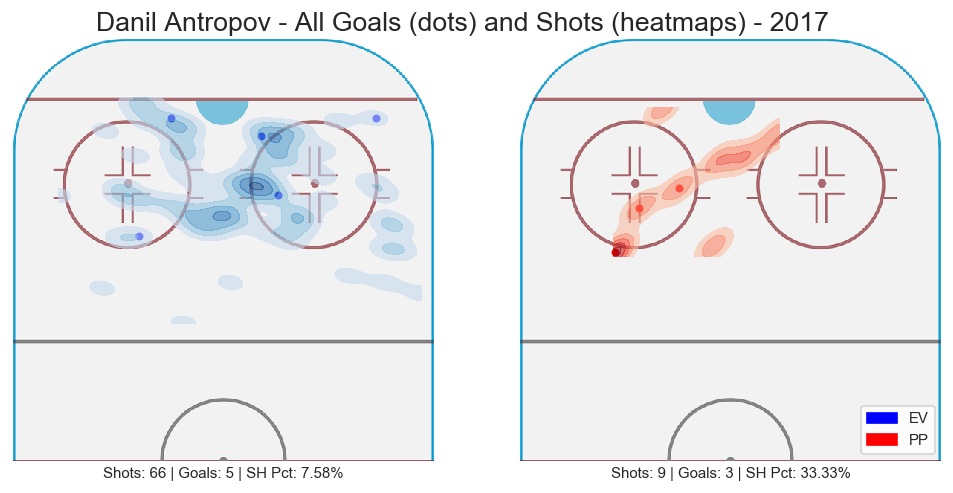 Danil Antropov - All Goals (dots) and Shots (heatmaps) - 2017
EV
PP
Shots: 66 | Goals: 5 | SH Pct: 7.58%
Shots: 9 | Goals: 3 | SH Pct: 33.33%